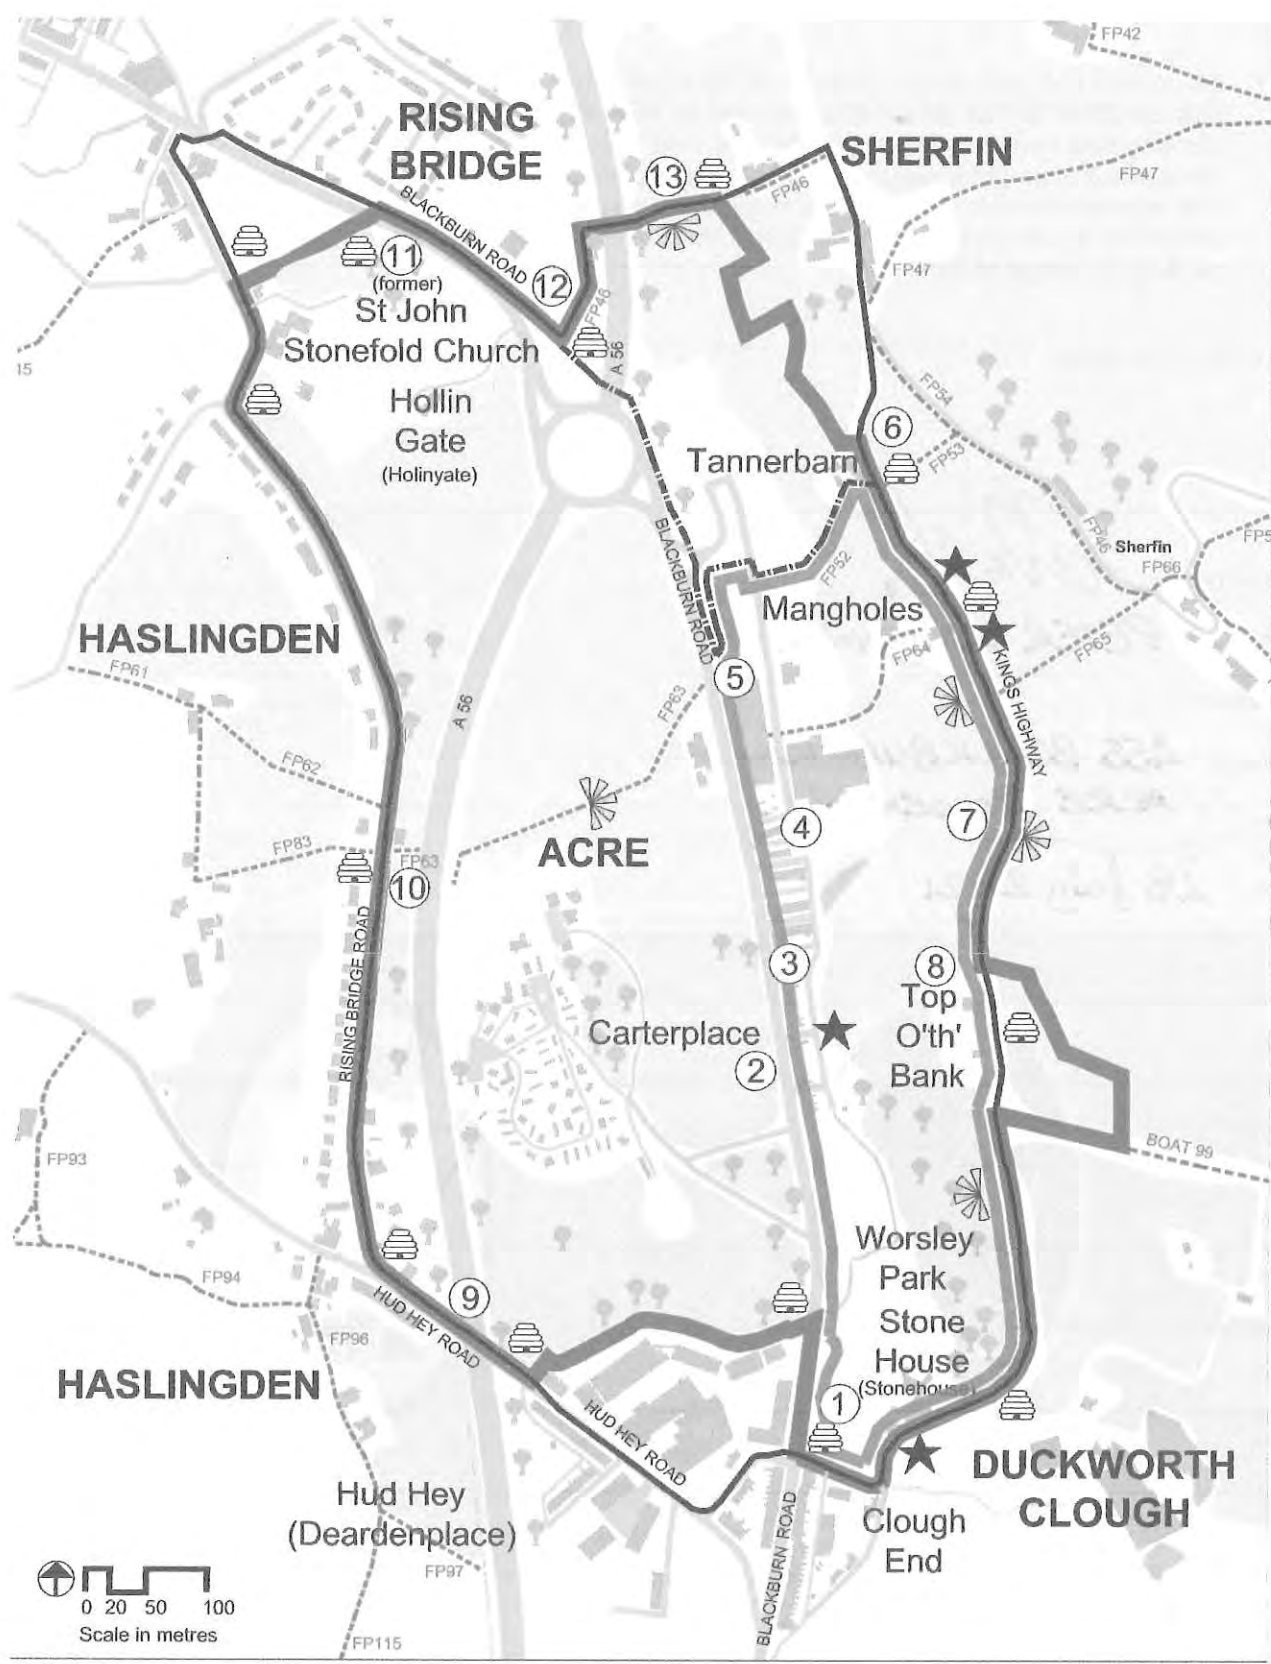 FP42
RISING
BRIDGE
SHERFIN
13
FP46
FP47
BLACKBURN ROAD
11
(former)
St John
Stonefold Church
12
FP46
FP47
A 56
15
Hollin
Gate
(Holinyate)
FP54
6
Tannerbarn
FP53
BLACKBURN ROAD
FP46
Sherfin
FP66
FP52
Mangholes
HASLINGDEN
FP61
FP64
FP65
KINGS HIGHWAY
5
A 56
FP63
FP62
4
7
ACRE
FP83
FP63
10
RISING BRIDGE ROAD
3
8
Top
O'th'
Bank
Carterplace
2
FP93
BOAT 99
Worsley
Park
Stone
House
(Stonehouse)
FP94
9
HUD HEY ROAD
FP96
HASLINGDEN
1
HUD HEY ROAD
DUCKWORTH
CLOUGH
Hud Hey
(Deardenplace)
BLACKBURN ROAD
Clough
End
FP97
0 20 50 100
Scale in metres
FP115